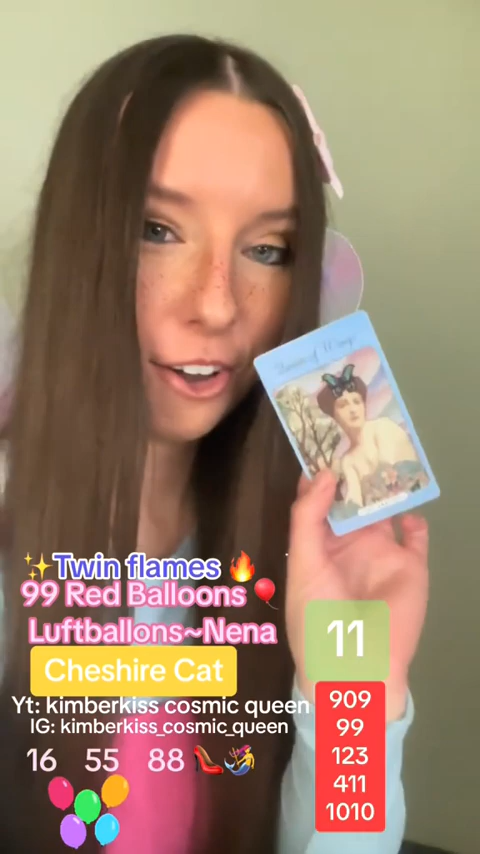 ✨Twin flames 🔥
99 Red Balloons🎈
Luftballons~Nena
Cheshire Cat
Yt: kimberkiss cosmic queen
IG: kimberkiss_cosmic_queen
16 55 88 👠🧜‍♀️
11
909
99
123
411
1010